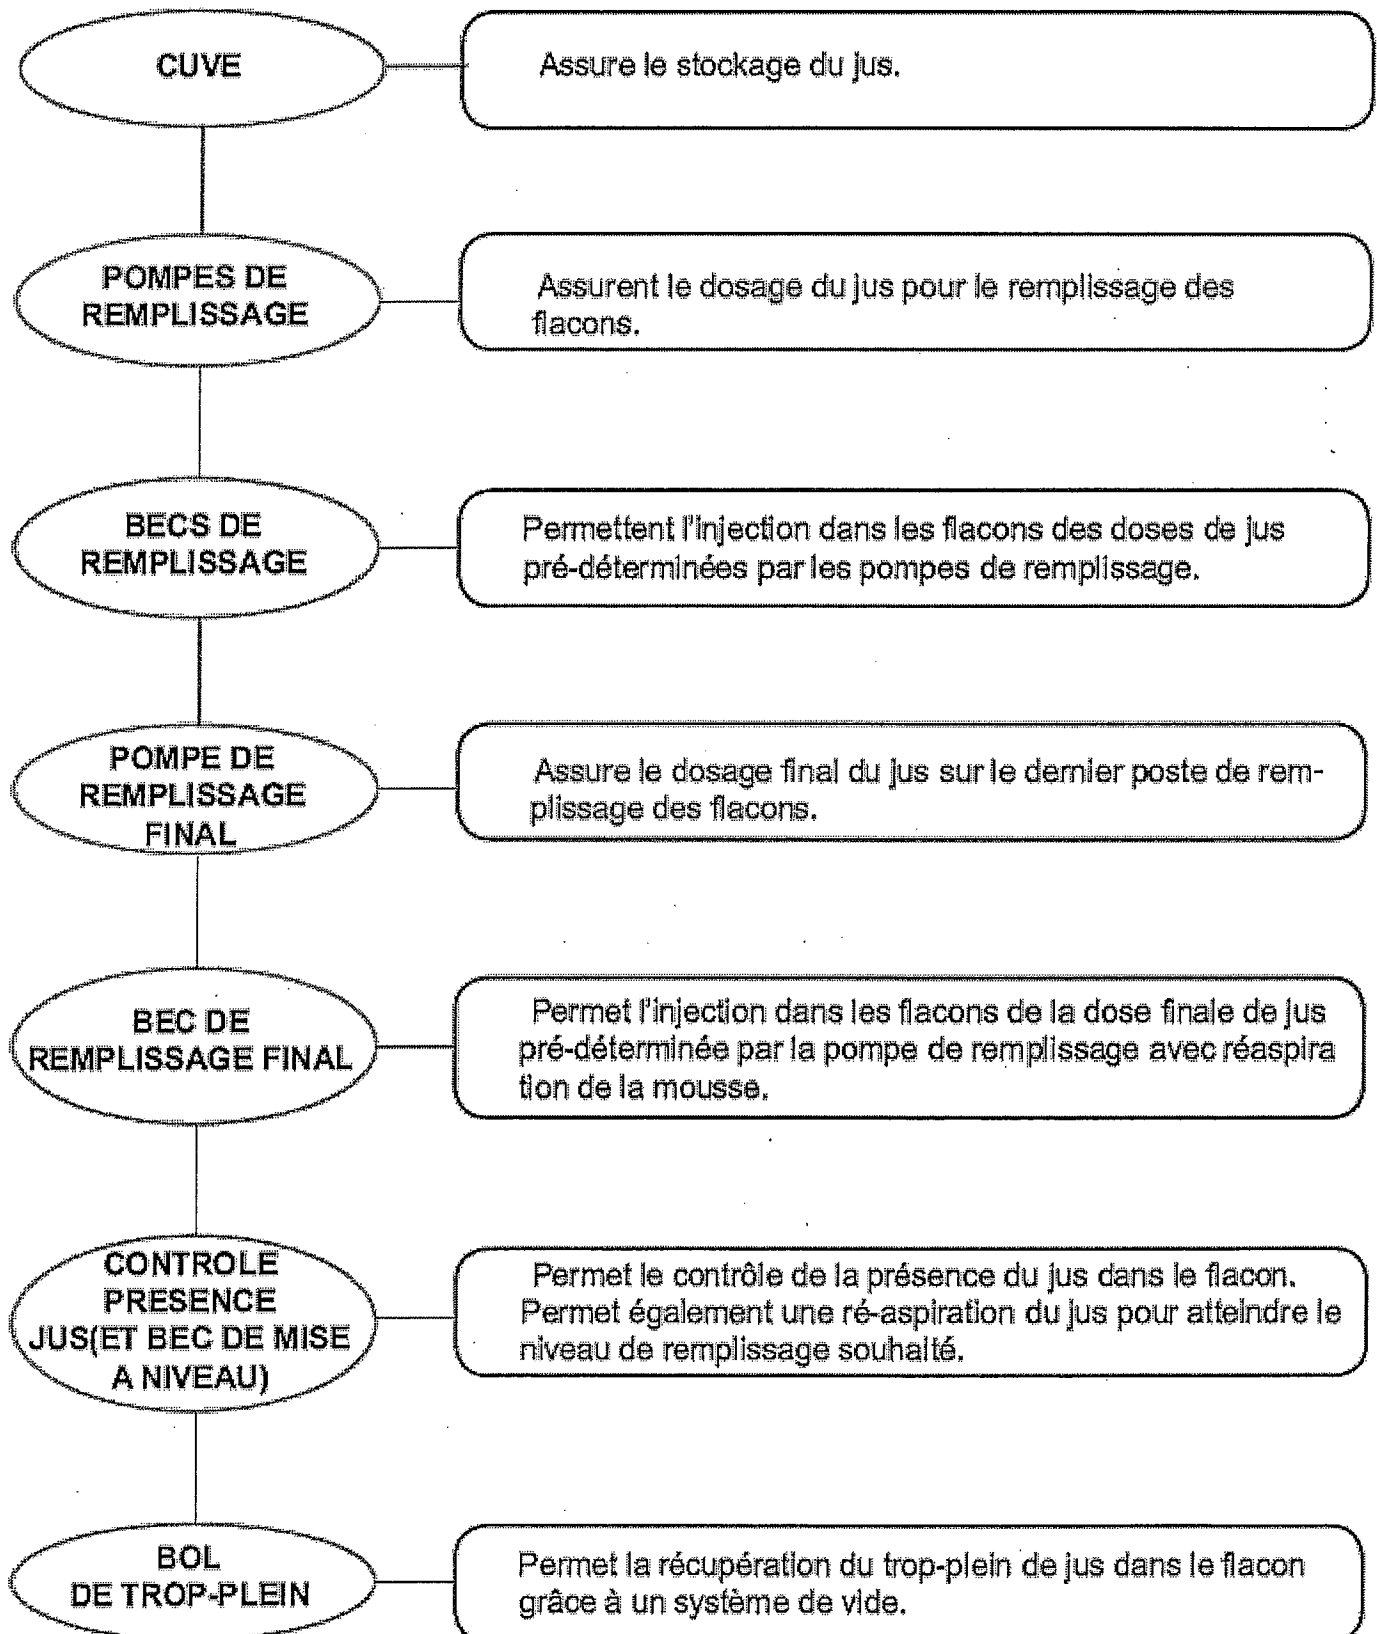 CUVE
Assure le stockage du jus.
POMPES DE
REMPLISSAGE
Assurent le dosage du jus pour le remplissage des
flacons.
BECS DE
REMPLISSAGE
Permettent l'injection dans les flacons des doses de jus
pré-déterminées par les pompes de remplissage.
POMPE DE
REMPLISSAGE
FINAL
Assure le dosage final du jus sur le dernier poste de rem-
plissage des flacons.
BEC DE
REMPLISSAGE FINAL
Permet l'injection dans les flacons de la dose finale de jus
pré-déterminée par la pompe de remplissage avec réaspira
tion de la mousse.
CONTROLE
PRESENCE
JUS(ET BEC DE MISE
A NIVEAU)
Permet le contrôle de la présence du jus dans le flacon.
Permet également une ré-aspiration du jus pour atteindre le
niveau de remplissage souhaité.
BOL
DE TROP-PLEIN
Permet la récupération du trop-plein de jus dans le flacon
grâce à un système de vide.